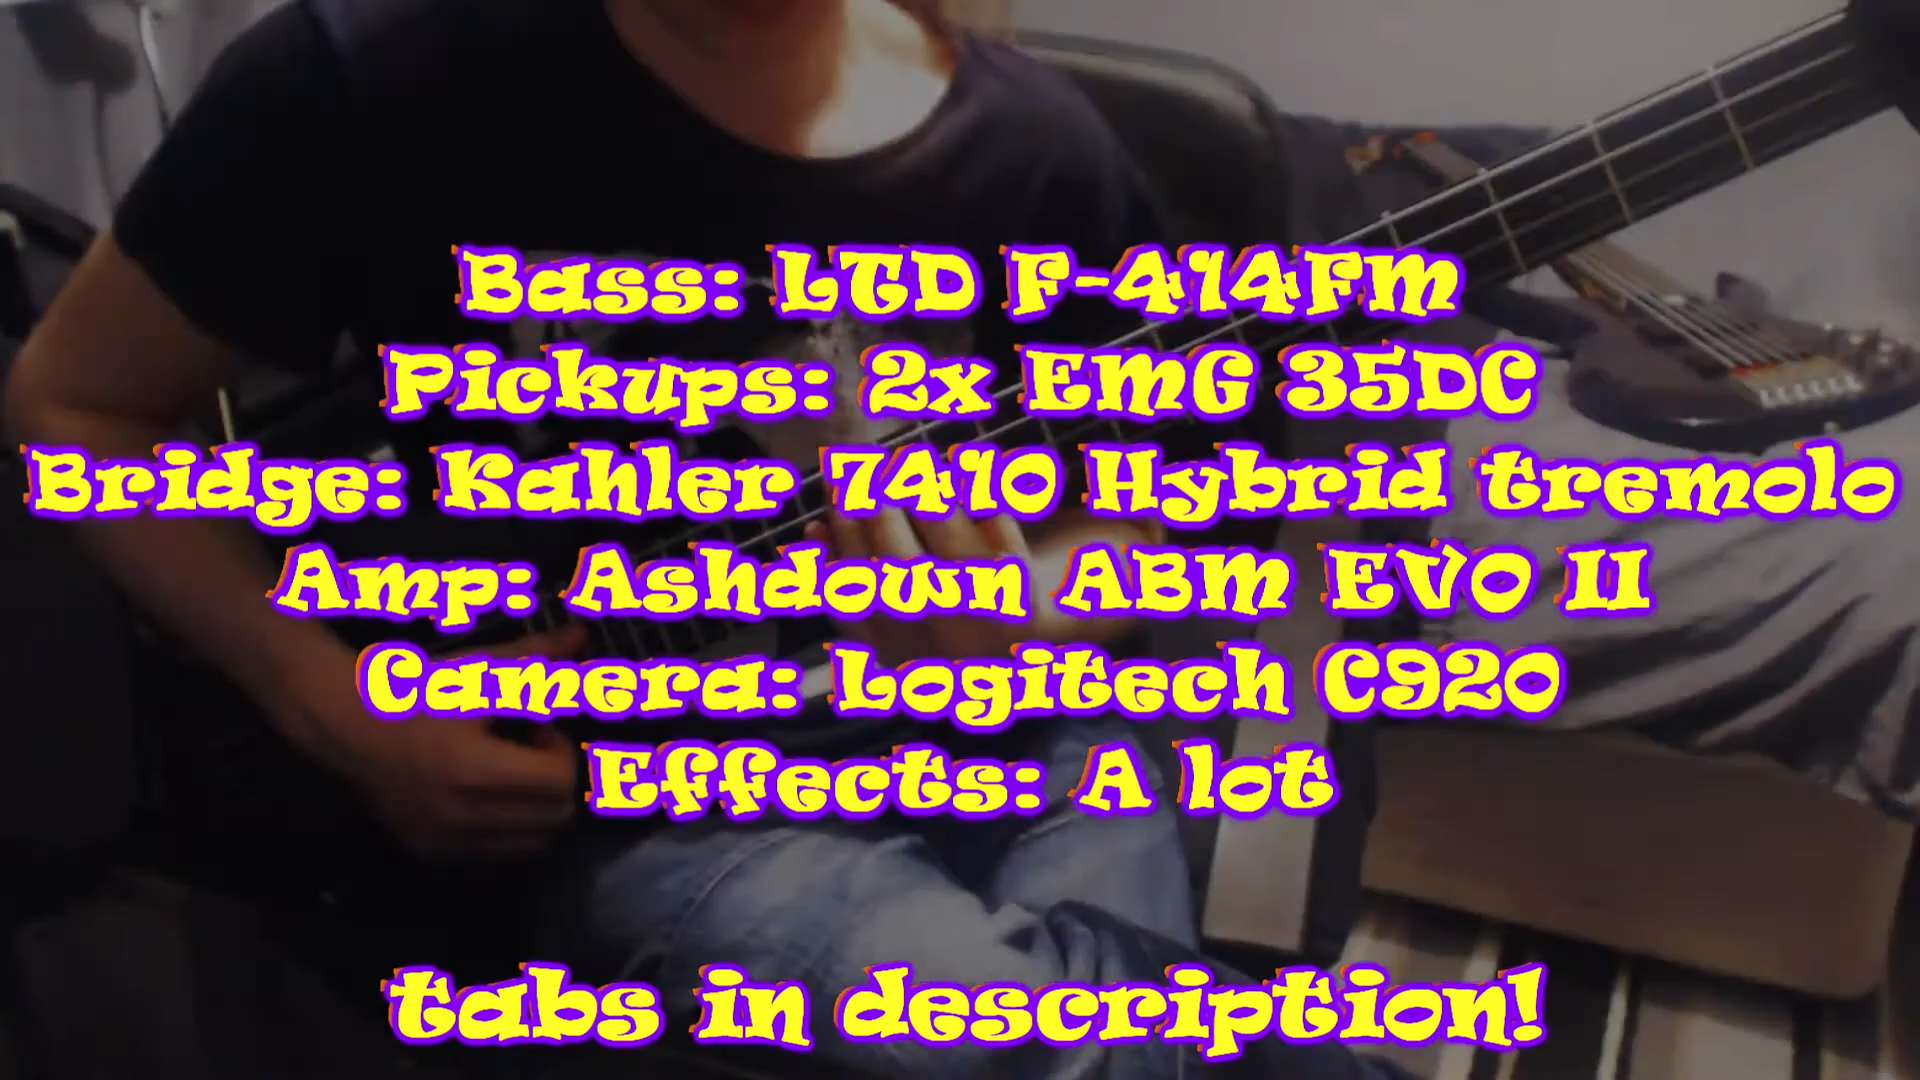 Bass: LTD F-414FM
Pickups: 2x EMG 35DC
Bridge: Kahler 7410 Hybrid tremolo
Amp: Ashdown ABM EVO II
Camera: Logitech C920
Effects: A lot
tabs in description!